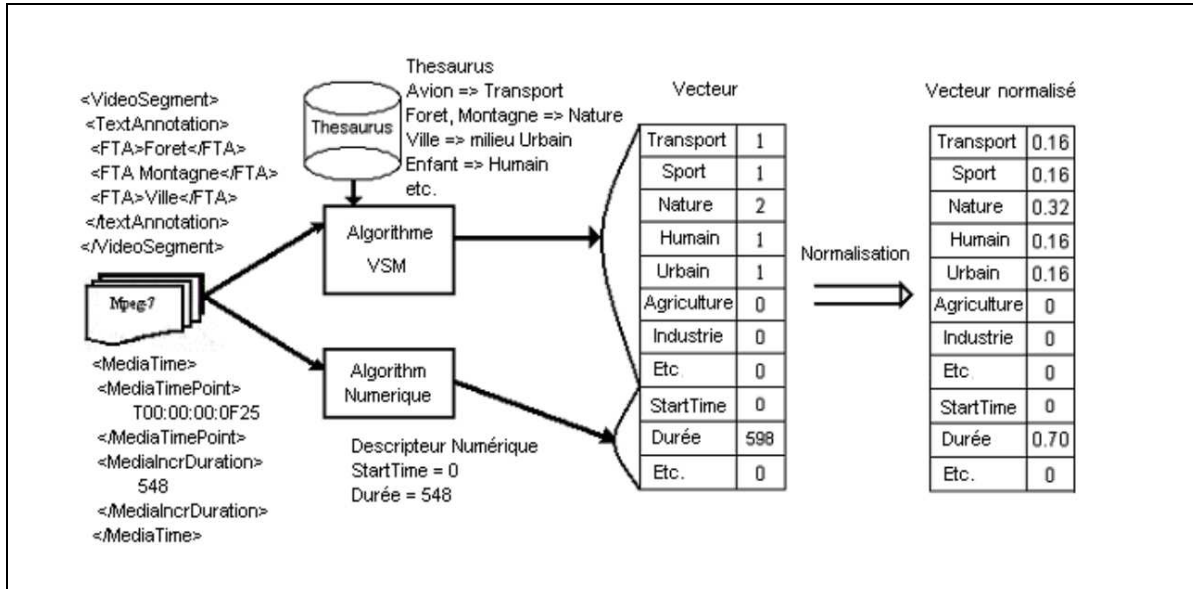 <VideoSegment>
<TextAnnotation>
<FTA>Foret</FTA>
<FTA Montagne</FTA>
<FTA>Ville</FTA>
</textAnnotation>
</VideoSegment>
Mpeg-7
<MediaTime>
<MediaTimePoint>
T00:00:00:0F25
</MediaTimePoint>
<MediaIncrDuration>
548
</MediaIncrDuration>
</MediaTime>
Thesaurus
Thesaurus
Avion => Transport
Foret, Montagne => Nature
Ville => milieu Urbain
Enfant => Humain
etc.
Algorithme
VSM
Algorithm
Numerique
Descripteur Numérique
StartTime = 0
Durée = 548
Vecteur
Transport 1
Sport 1
Nature 2
Humain 1
Urbain 1
Agriculture 0
Industrie 0
Etc 0
StartTime 0
Durée 598
Etc. 0
Normalisation
Vecteur normalisé
Transport 0.16
Sport 0.16
Nature 0.32
Humain 0.16
Urbain 0.16
Agriculture 0
Industrie 0
Etc 0
StartTime 0
Durée 0.70
Etc. 0